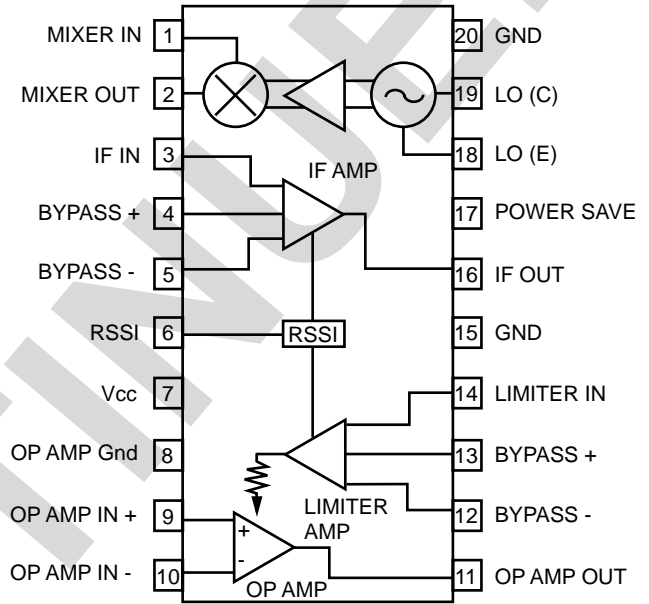 MIXER IN 1
20 GND
MIXER OUT 2
19 LO (C)
IF IN 3
18 LO (E)
IF AMP
BYPASS + 4
17 POWER SAVE
BYPASS - 5
16 IF OUT
RSSI 6
RSSI
15 GND
Vcc 7
14 LIMITER IN
OP AMP Gnd 8
13 BYPASS +
LIMITER
AMP
OP AMP IN + 9
12 BYPASS -
+
-
OP AMP IN - 10
11 OP AMP OUT
OP AMP